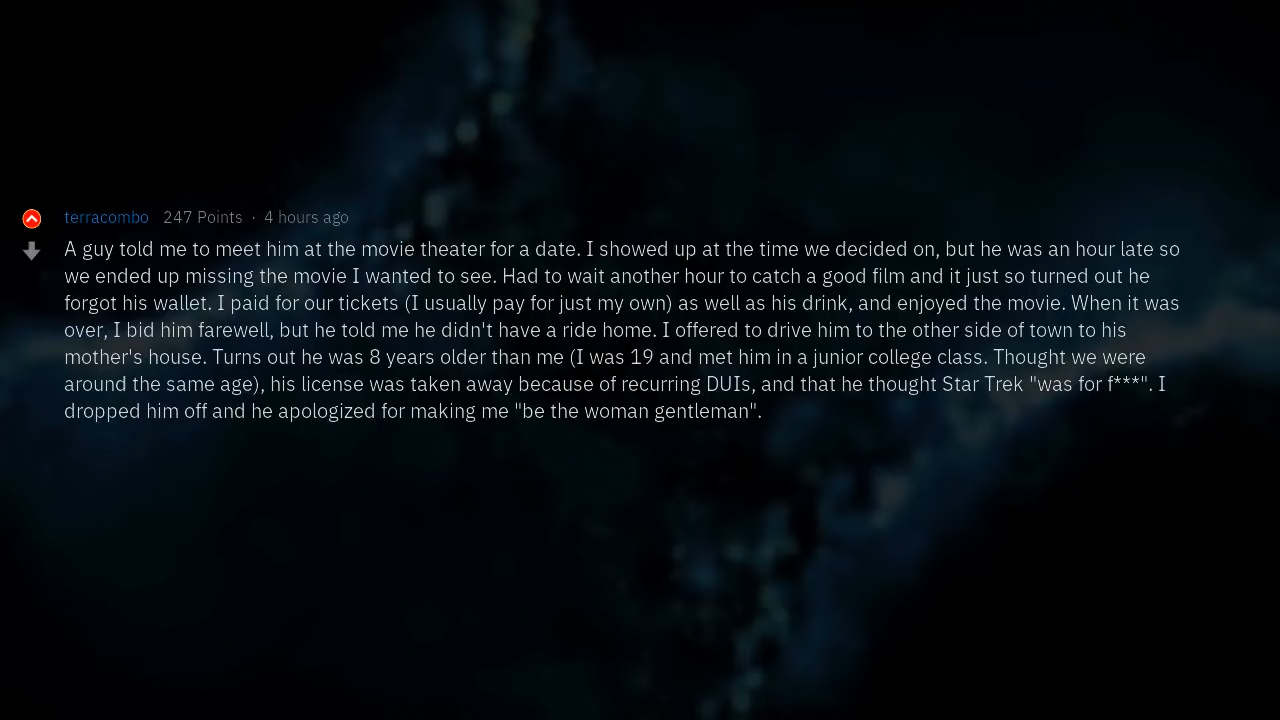 terracombo 247 Points · 4 hours ago
A guy told me to meet him at the movie theater for a date. I showed up at the time we decided on, but he was an hour late so
we ended up missing the movie I wanted to see. Had to wait another hour to catch a good film and it just so turned out he
forgot his wallet. I paid for our tickets (I usually pay for just my own) as well as his drink, and enjoyed the movie. When it was
over, I bid him farewell, but he told me he didn't have a ride home. I offered to drive him to the other side of town to his
mother's house. Turns out he was 8 years older than me (I was 19 and met him in a junior college class. Thought we were
around the same age), his license was taken away because of recurring DUIs, and that he thought Star Trek "was for f***". I
dropped him off and he apologized for making me "be the woman gentleman".